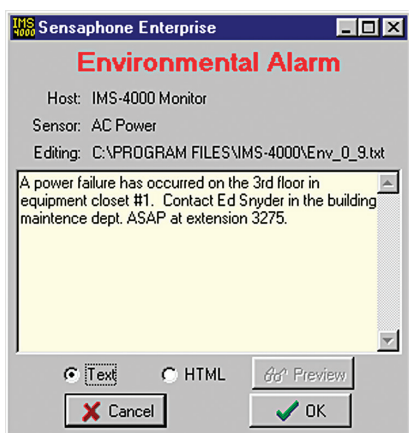 IMS 4000 Sensaphone Enterprise
Environmental Alarm
Host: IMS-4000 Monitor
Sensor: AC Power
Editing: C:\PROGRAM FILES\IMS-4000\Env_0_9.txt
A power failure has occurred on the 3rd floor in
equipment closet #1. Contact Ed Snyder in the building
maintence dept. ASAP at extension 3275.
Text HTML Preview
Cancel OK